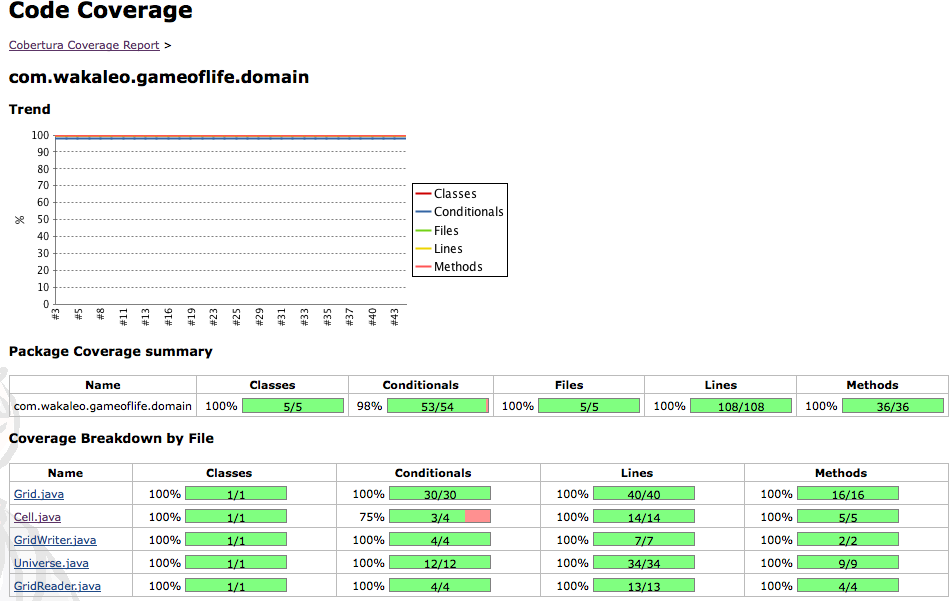 Code Coverage
Cobertura Coverage Report >
com.wakaleo.gameoflife.domain
Trend
100
90
80
70
60
50
40
30
20
10
0
%
#3 #5 #8 #11 #13 #16 #19 #23 #25 #29 #31 #33 #35 #37 #40 #43
Classes
Conditionals
Files
Lines
Methods
Package Coverage summary
Name Classes Conditionals Files Lines Methods
com.wakaleo.gameoflife.domain 100% 5/5 98% 53/54 100% 5/5 100% 108/108 100% 36/36
Coverage Breakdown by File
Name Classes Conditionals Lines Methods
Grid.java 100% 1/1 100% 30/30 100% 40/40 100% 16/16
Cell.java 100% 1/1 75% 3/4 100% 14/14 100% 5/5
GridWriter.java 100% 1/1 100% 4/4 100% 7/7 100% 2/2
Universe.java 100% 1/1 100% 12/12 100% 34/34 100% 9/9
GridReader.java 100% 1/1 100% 4/4 100% 13/13 100% 4/4